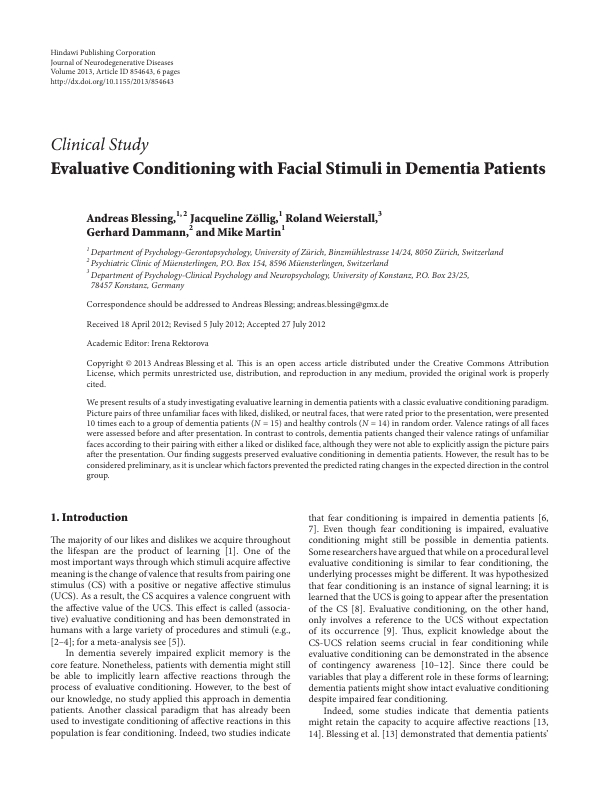 Hindawi Publishing Corporation
Journal of Neurodegenerative Diseases
Volume 2013, Article ID 854643, 6 pages
http://dx.doi.org/10.1155/2013/854643
Clinical Study
Evaluative Conditioning with Facial Stimuli in Dementia Patients
Andreas Blessing,1,2 Jacqueline Zöllig,1 Roland Weierstall,3
Gerhard Dammann,2 and Mike Martin1
1 Department of Psychology-Gerontopsychology, University of Zürich, Binzmühlestrasse 14/24, 8050 Zürich, Switzerland
2 Psychiatric Clinic of Müensterlingen, P.O. Box 154, 8596 Müensterlingen, Switzerland
3 Department of Psychology-Clinical Psychology and Neuropsychology, University of Konstanz, P.O. Box 23/25,
78457 Konstanz, Germany
Correspondence should be addressed to Andreas Blessing; andreas.blessing@gmx.de
Received 18 April 2012; Revised 5 July 2012; Accepted 27 July 2012
Academic Editor: Irena Rektorova
Copyright © 2013 Andreas Blessing et al. This is an open access article distributed under the Creative Commons Attribution
License, which permits unrestricted use, distribution, and reproduction in any medium, provided the original work is properly
cited.
We present results of a study investigating evaluative learning in dementia patients with a classic evaluative conditioning paradigm.
Picture pairs of three unfamiliar faces with liked, disliked, or neutral faces, that were rated prior to the presentation, were presented
10 times each to a group of dementia patients (N = 15) and healthy controls (N = 14) in random order. Valence ratings of all faces
were assessed before and after presentation. In contrast to controls, dementia patients changed their valence ratings of unfamiliar
faces according to their pairing with either a liked or disliked face, although they were not able to explicitly assign the picture pairs
after the presentation. Our finding suggests preserved evaluative conditioning in dementia patients. However, the result has to be
considered preliminary, as it is unclear which factors prevented the predicted rating changes in the expected direction in the control
group.
1. Introduction
The majority of our likes and dislikes we acquire throughout
the lifespan are the product of learning [1]. One of the
most important ways through which stimuli acquire affective
meaning is the change of valence that results from pairing one
stimulus (CS) with a positive or negative affective stimulus
(UCS). As a result, the CS acquires a valence congruent with
the affective value of the UCS. This effect is called (associa-
tive) evaluative conditioning and has been demonstrated in
humans with a large variety of procedures and stimuli (e.g.,
[2–4]; for a meta-analysis see [5]).
In dementia severely impaired explicit memory is the
core feature. Nonetheless, patients with dementia might still
be able to implicitly learn affective reactions through the
process of evaluative conditioning. However, to the best of
our knowledge, no study applied this approach in dementia
patients. Another classical paradigm that has already been
used to investigate conditioning of affective reactions in this
population is fear conditioning. Indeed, two studies indicate
that fear conditioning is impaired in dementia patients [6,
7]. Even though fear conditioning is impaired, evaluative
conditioning might still be possible in dementia patients.
Some researchers have argued that while on a procedural level
evaluative conditioning is similar to fear conditioning, the
underlying processes might be different. It was hypothesized
that fear conditioning is an instance of signal learning; it is
learned that the UCS is going to appear after the presentation
of the CS [8]. Evaluative conditioning, on the other hand,
only involves a reference to the UCS without expectation
of its occurrence [9]. Thus, explicit knowledge about the
CS-UCS relation seems crucial in fear conditioning while
evaluative conditioning can be demonstrated in the absence
of contingency awareness [10–12]. Since there could be
variables that play a different role in these forms of learning;
dementia patients might show intact evaluative conditioning
despite impaired fear conditioning.
Indeed, some studies indicate that dementia patients
might retain the capacity to acquire affective reactions [13,
14]. Blessing et al. [13] demonstrated that dementia patients’